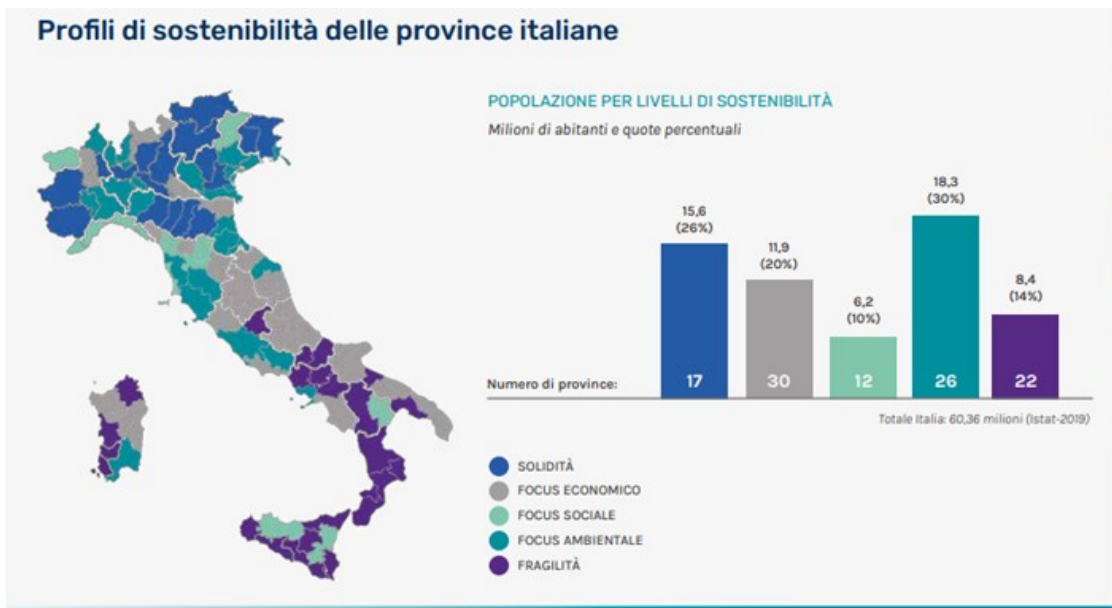 Profili di sostenibilità delle province italiane
POPOLAZIONE PER LIVELLI DI SOSTENIBILITÀ
Milioni di abitanti e quote percentuali
15,6
(26%)
11,9
(20%)
6,2
(10%)
18,3
(30%)
8,4
(14%)
Numero di province:
17
30
12
26
22
Totale Italia: 60,36 milioni (Istat-2019)
SOLIDITÀ
FOCUS ECONOMICO
FOCUS SOCIALE
FOCUS AMBIENTALE
FRAGILITÀ